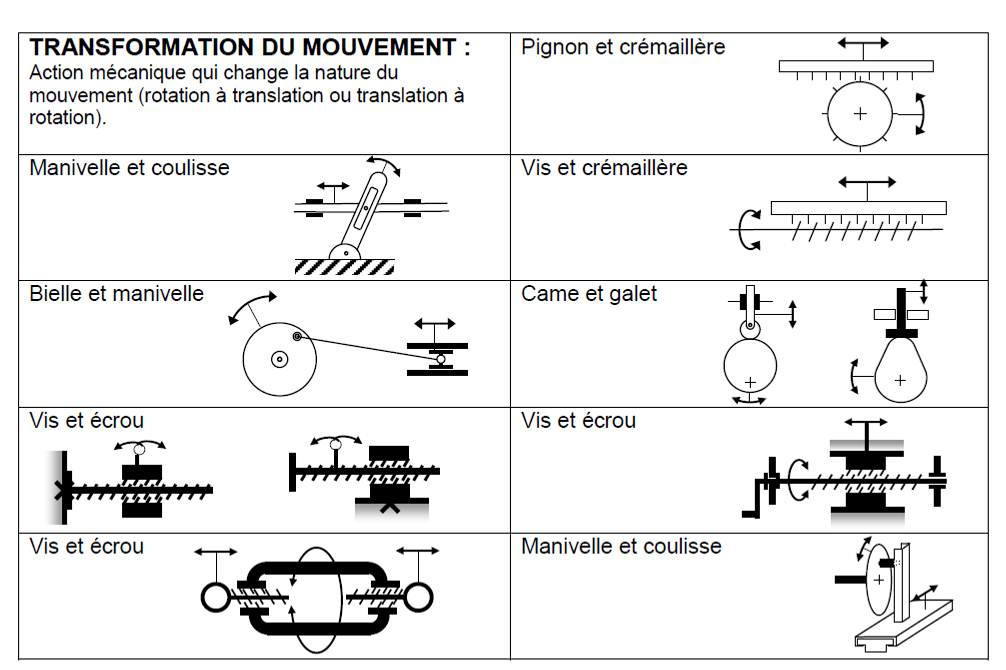 TRANSFORMATION DU MOUVEMENT :
Action mécanique qui change la nature du
mouvement (rotation à translation ou translation à
rotation).
Pignon et crémaillère
Manivelle et coulisse
Vis et crémaillère
Bielle et manivelle
Came et galet
Vis et écrou
Vis et écrou
Vis et écrou
Manivelle et coulisse